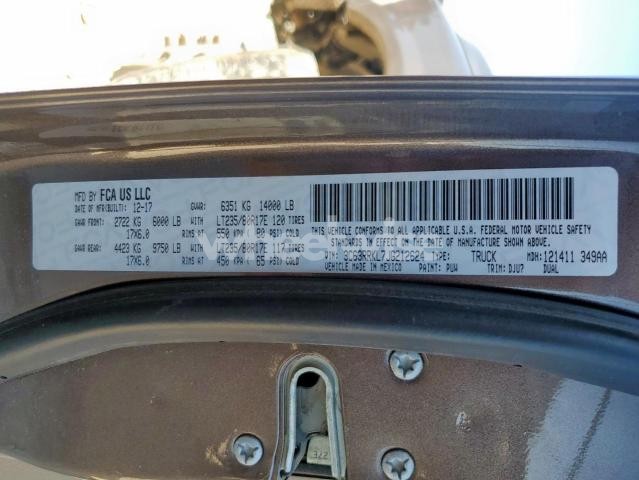 MFD BY FCA US LLC
DATE OF MFR(BUILT): 12-17 GVWR: 6351 KG 14000 LB
GAWR FRONT: 2722 KG 6000 LB WITH LT235/80R17E 120 TIRES
17X6.0 RIMS AT 550 KPA( 80 PSI) COLD
GAWR REAR: 4423 KG 9750 LB WITH LT235/80R17E 117 TIRES
17X6.0 RIMS AT 450 KPA( 65 PSI) COLD
THIS VEHICLE CONFORMS TO ALL APPLICABLE U.S.A. FEDERAL MOTOR VEHICLE SAFETY
STANDARDS IN EFFECT ON THE DATE OF MANUFACTURE SHOWN ABOVE.
VIN: 3C63RRKL7JG212624 TYPE: TRUCK MDH: 121411 349AA
VEHICLE MADE IN MEXICO PAINT: PUW TRIM: DJU7 DUAL